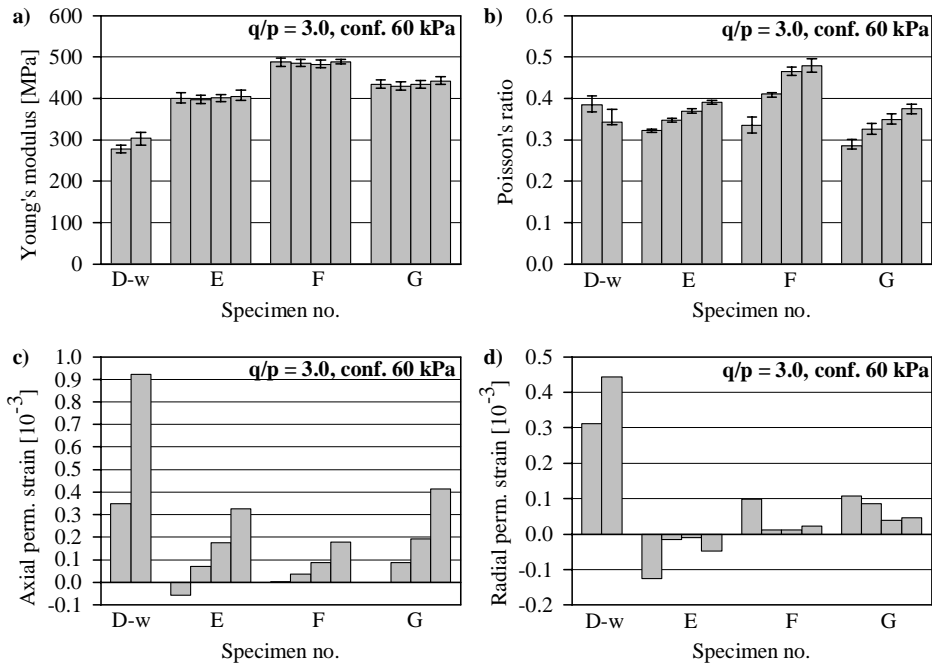 a)
q/p = 3.0, conf. 60 kPa
Young's modulus [MPa]
600
500
400
300
200
100
0
D-w E F G
Specimen no.
b)
q/p = 3.0, conf. 60 kPa
Poisson's ratio
0.6
0.5
0.4
0.3
0.2
0.1
0.0
D-w E F G
Specimen no.
c)
q/p = 3.0, conf. 60 kPa
Axial perm. strain [10⁻³]
1.0
0.9
0.8
0.7
0.6
0.5
0.4
0.3
0.2
0.1
0.0
-0.1
D-w E F G
Specimen no.
d)
q/p = 3.0, conf. 60 kPa
Radial perm. strain [10⁻³]
0.5
0.4
0.3
0.2
0.1
0.0
-0.1
-0.2
D-w E F G
Specimen no.